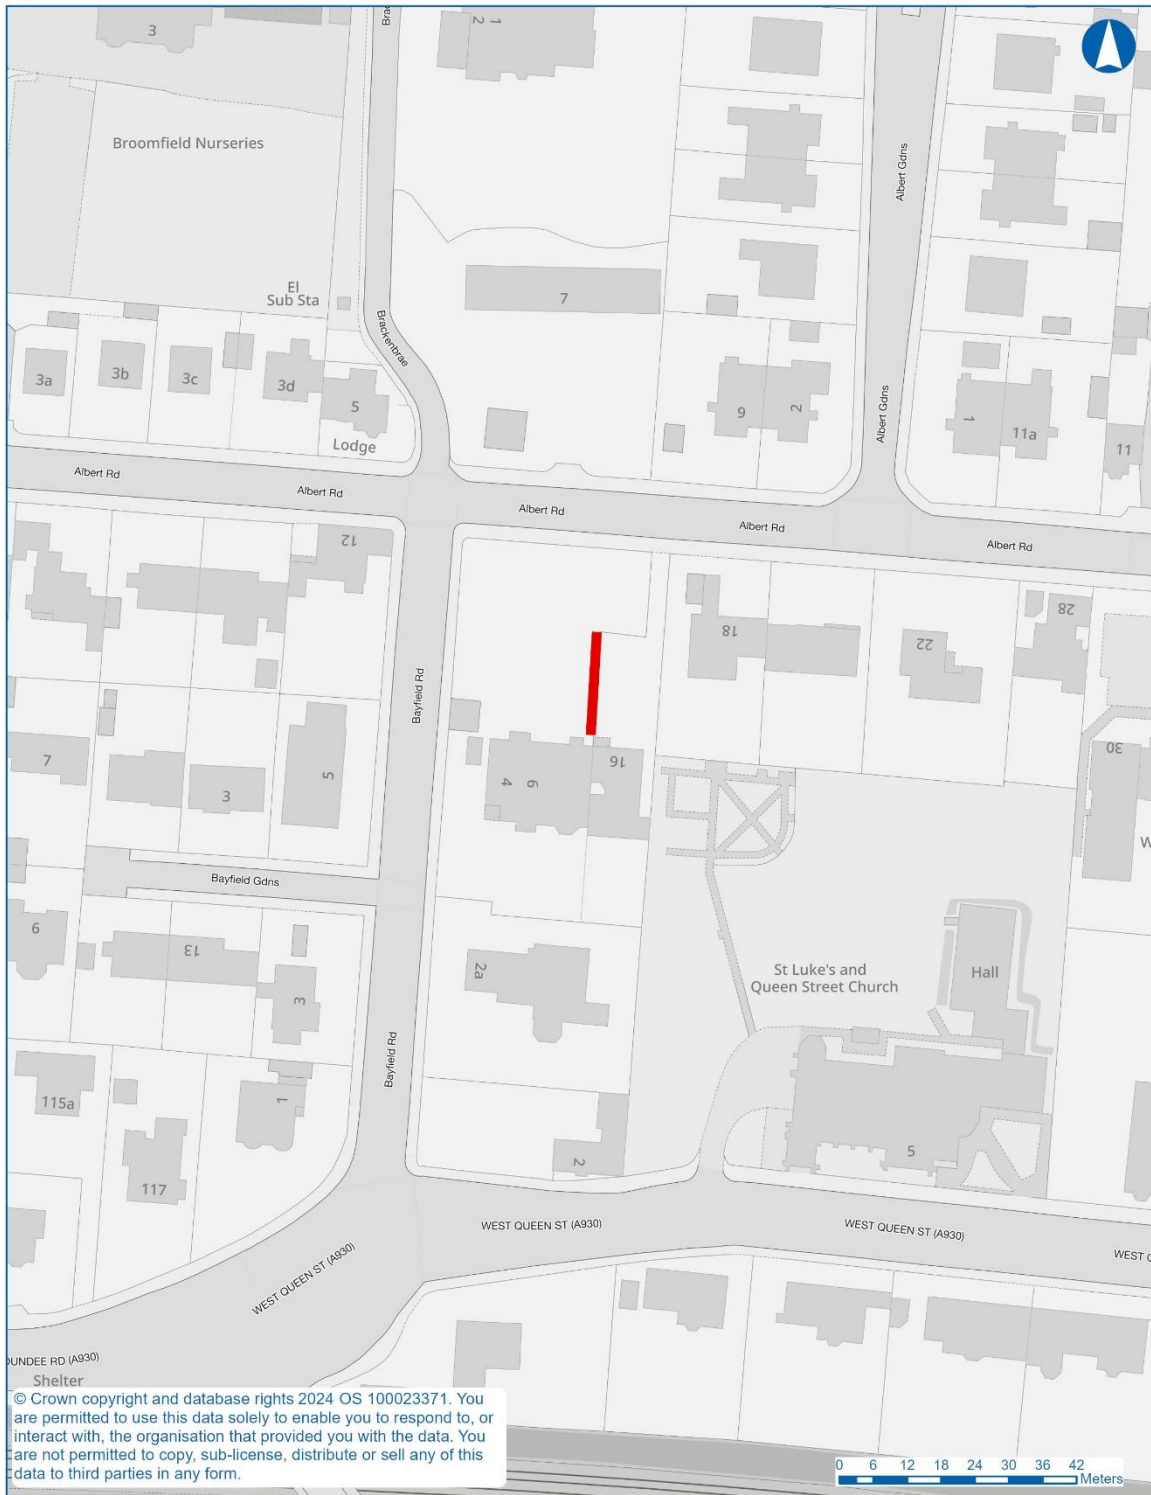 3
Brac
2
1
Broomfield Nurseries
Albert Gdns
El
Sub Sta
7
Brackenbrae
3a
3b
3c
3d
5
Lodge
9
2
Albert Gdns
1
11a
11
Albert Rd
Albert Rd
Albert Rd
Albert Rd
Albert Rd
12
18
22
28
Bayfield Rd
7
3
5
4
6
16
30
W
Bayfield Gdns
9
13
3
2a
St Luke's and
Queen Street Church
Hall
Bayfield Rd
115a
1
117
2
5
WEST QUEEN ST (A930)
WEST QUEEN ST (A930)
WEST QUEEN ST (A930)
WEST Q
DUNDEE RD (A930)
Shelter
© Crown copyright and database rights 2024 OS 100023371. You
are permitted to use this data solely to enable you to respond to, or
interact with, the organisation that provided you with the data. You
are not permitted to copy, sub-license, distribute or sell any of this
data to third parties in any form.
0 6 12 18 24 30 36 42
Meters